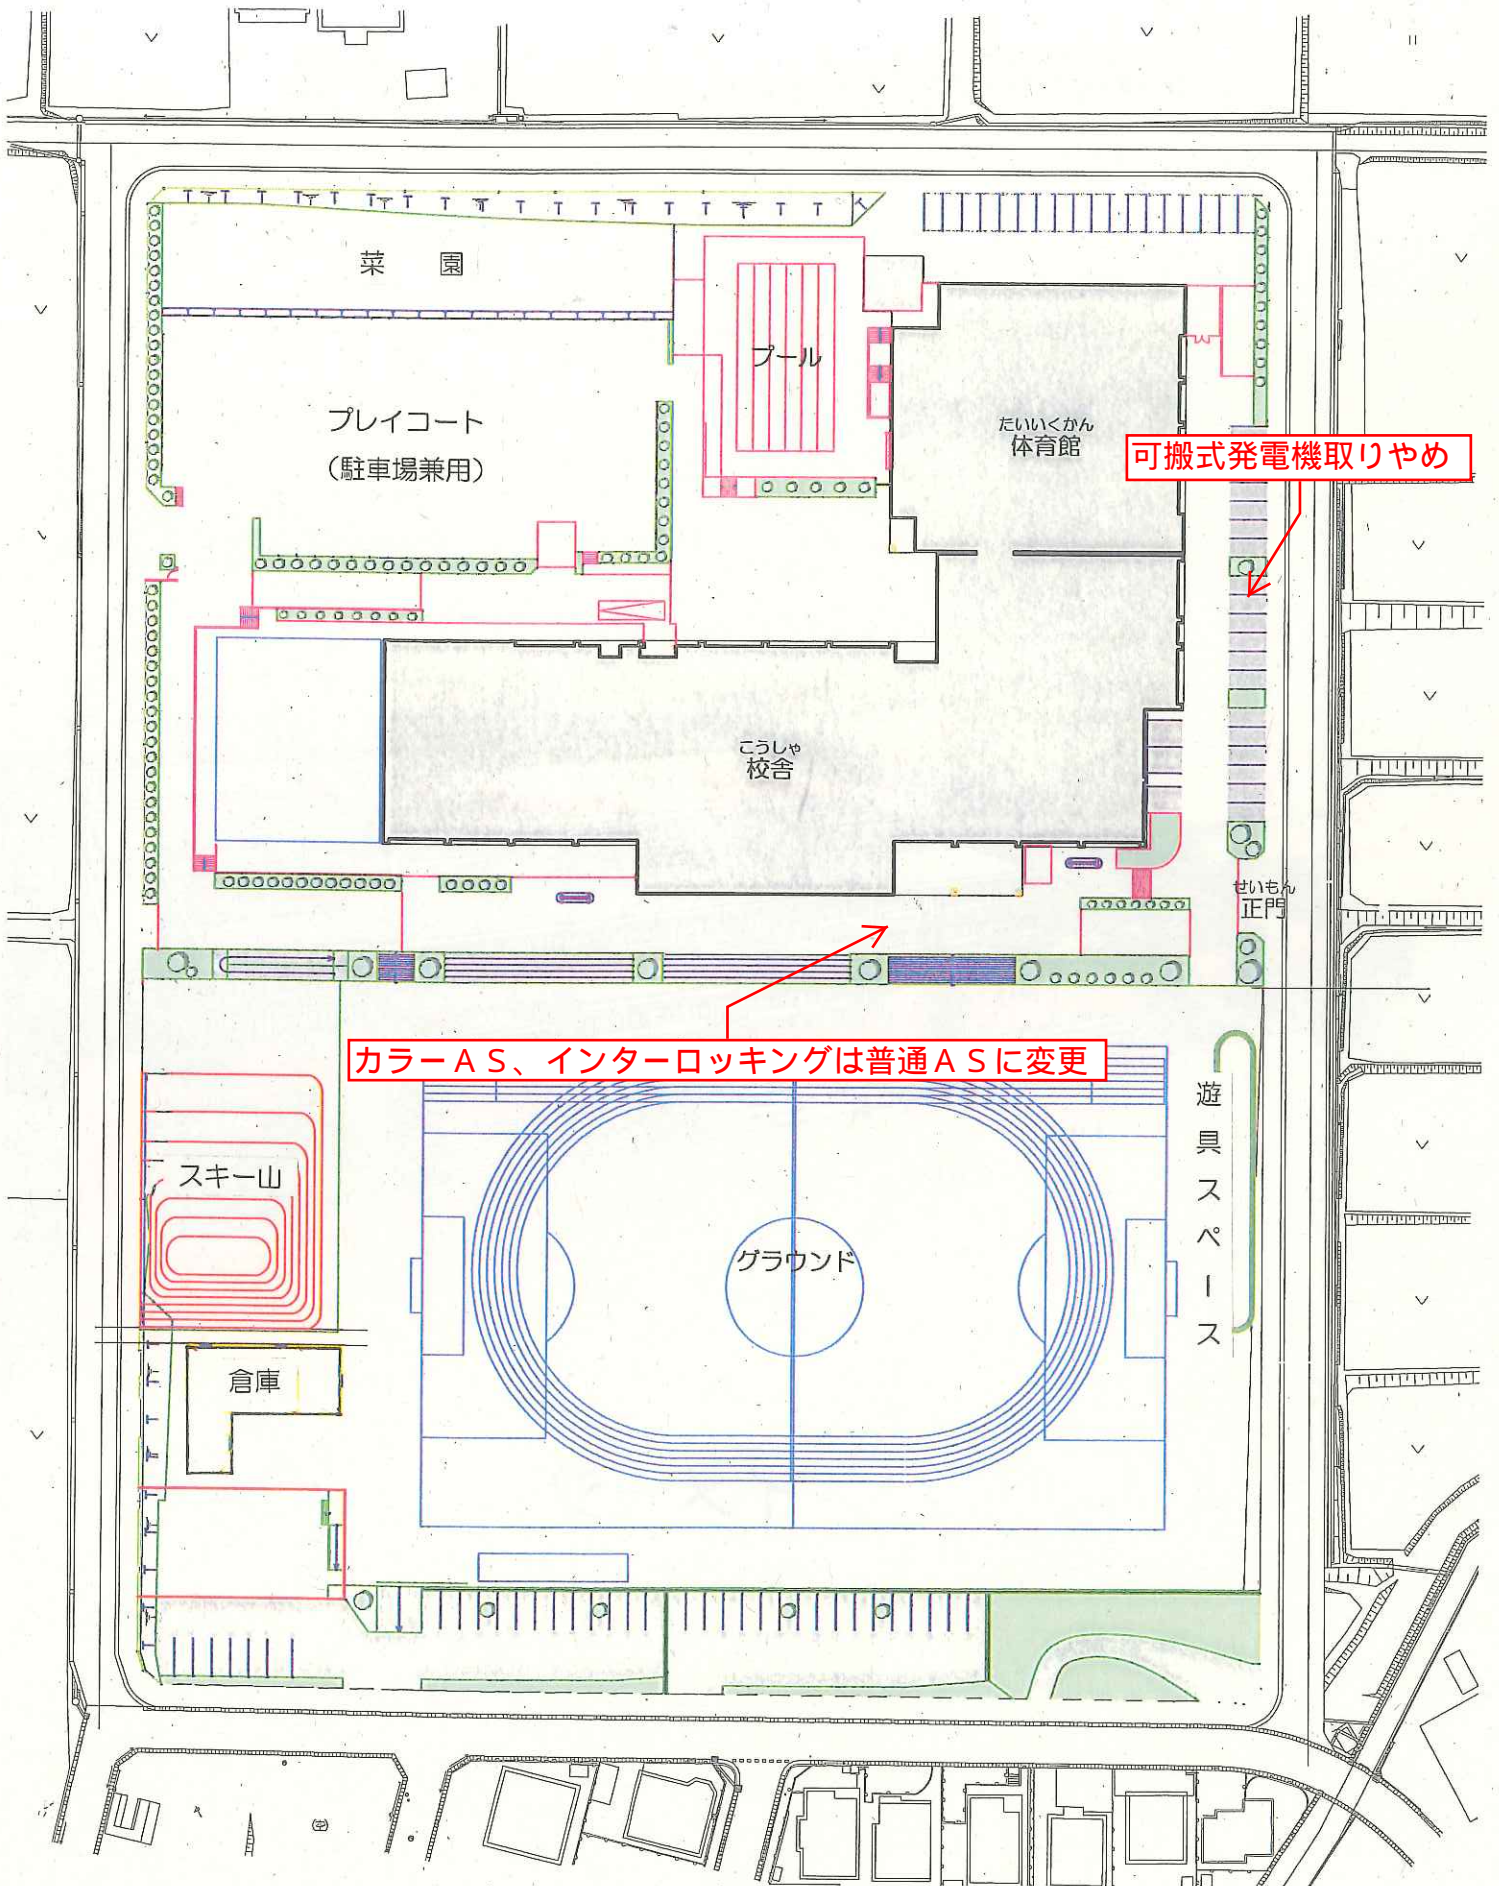 菜園
プール
プレイコート
（駐車場兼用）
たいいくかん
体育館
可搬式発電機取りやめ
こうしゃ
校舎
せいもん
正門
カラーＡＳ、インターロッキングは普通ＡＳに変更
遊具スペース
スキー山
グラウンド
倉庫